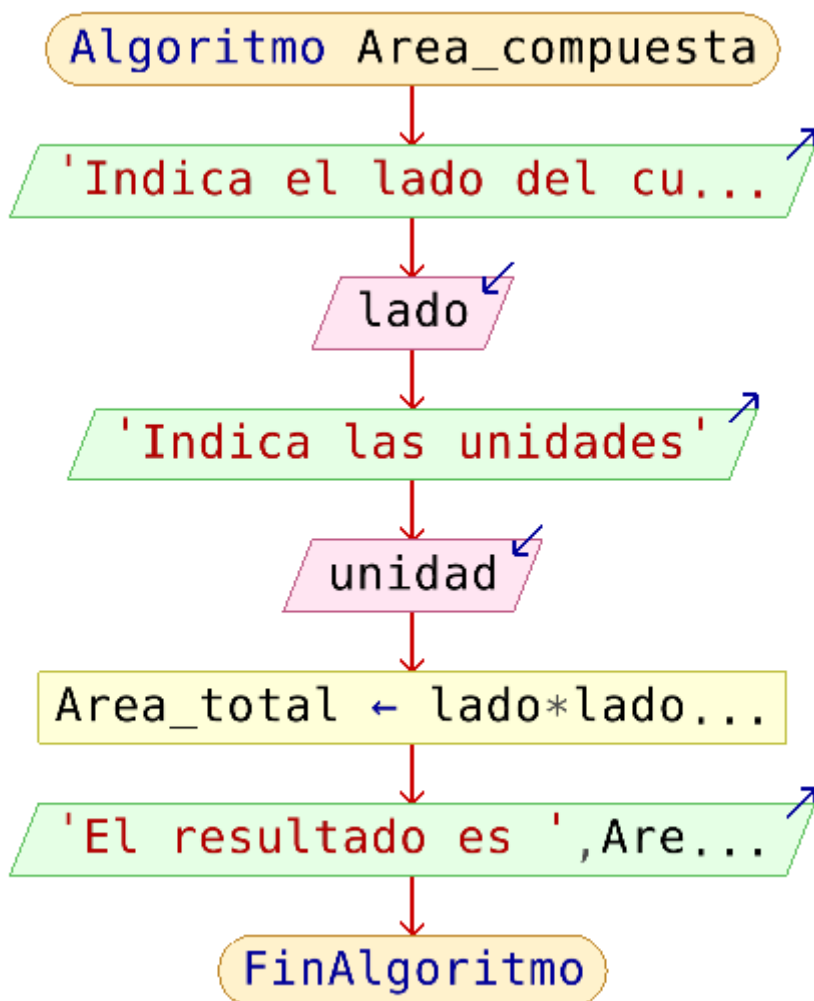 Algoritmo Area_compuesta
'Indica el lado del cu...
lado
'Indica las unidades'
unidad
Area_total ← lado*lado...
'El resultado es ',Are...
FinAlgoritmo